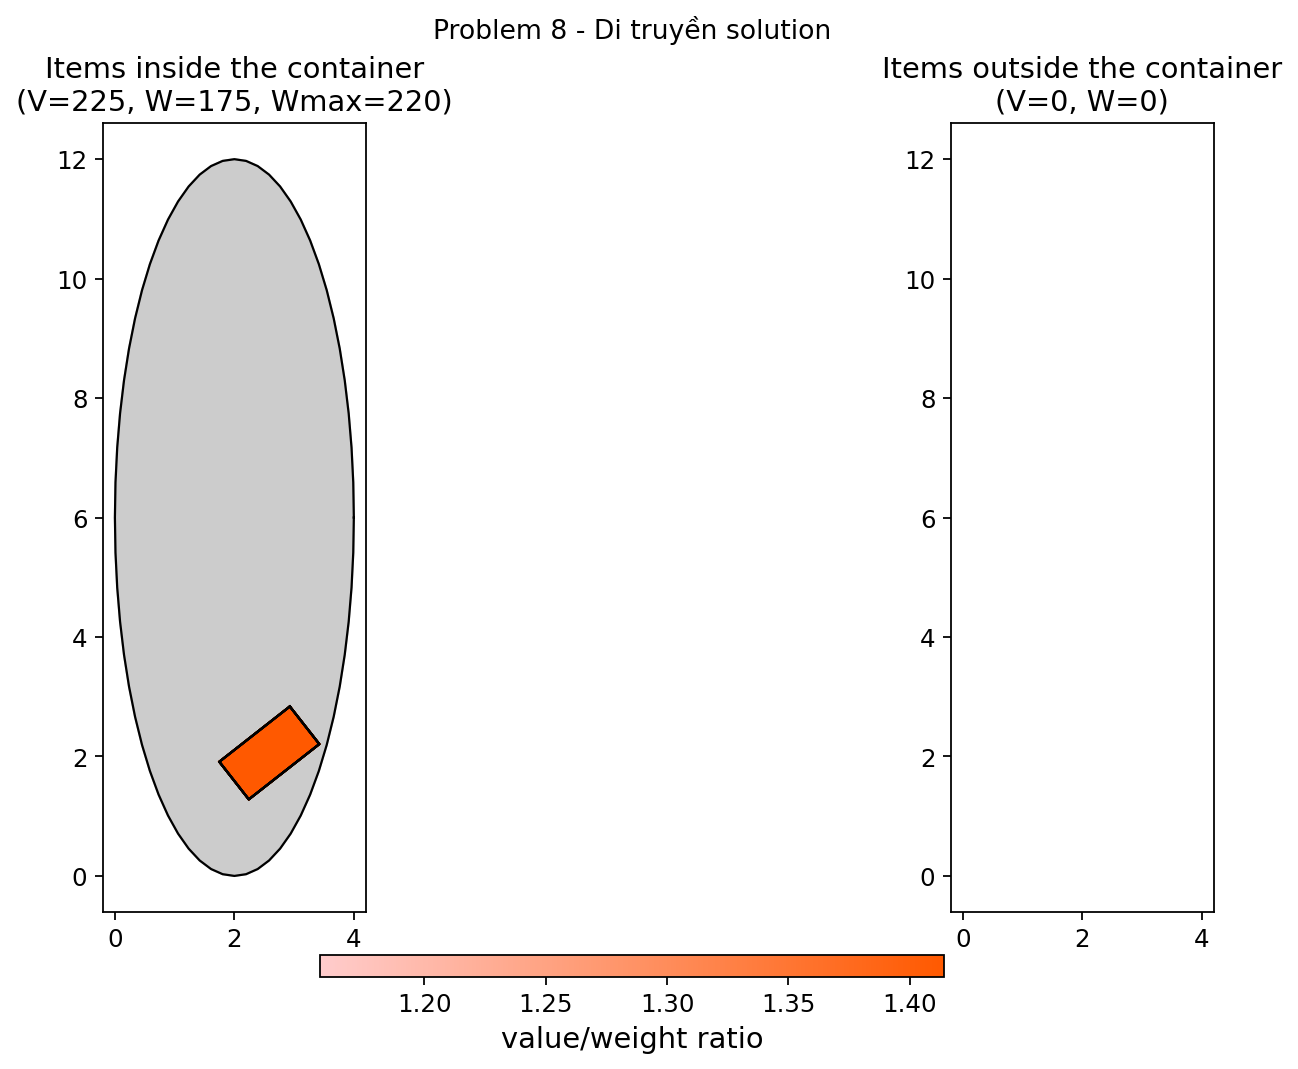 Problem 8 - Di truyền solution
Items inside the container
(V=225, W=175, Wmax=220)
Items outside the container
(V=0, W=0)
12
10
8
6
4
2
0
0 2 4
12
10
8
6
4
2
0
0 2 4
1.20 1.25 1.30 1.35 1.40
value/weight ratio